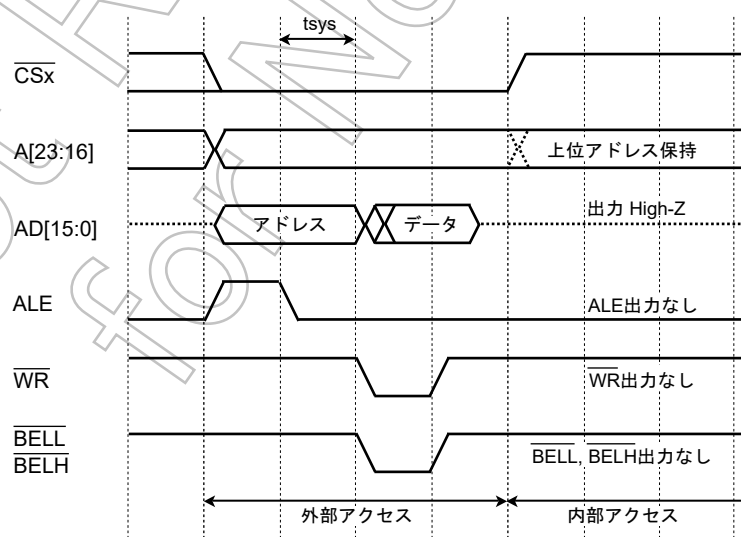 tsys
CSx
A[23:16]
上位アドレス保持
AD[15:0]
アドレス
データ
出力 High-Z
ALE
ALE出力なし
WR
WR出力なし
BELL
BELH
BELL, BELH出力なし
外部アクセス
内部アクセス